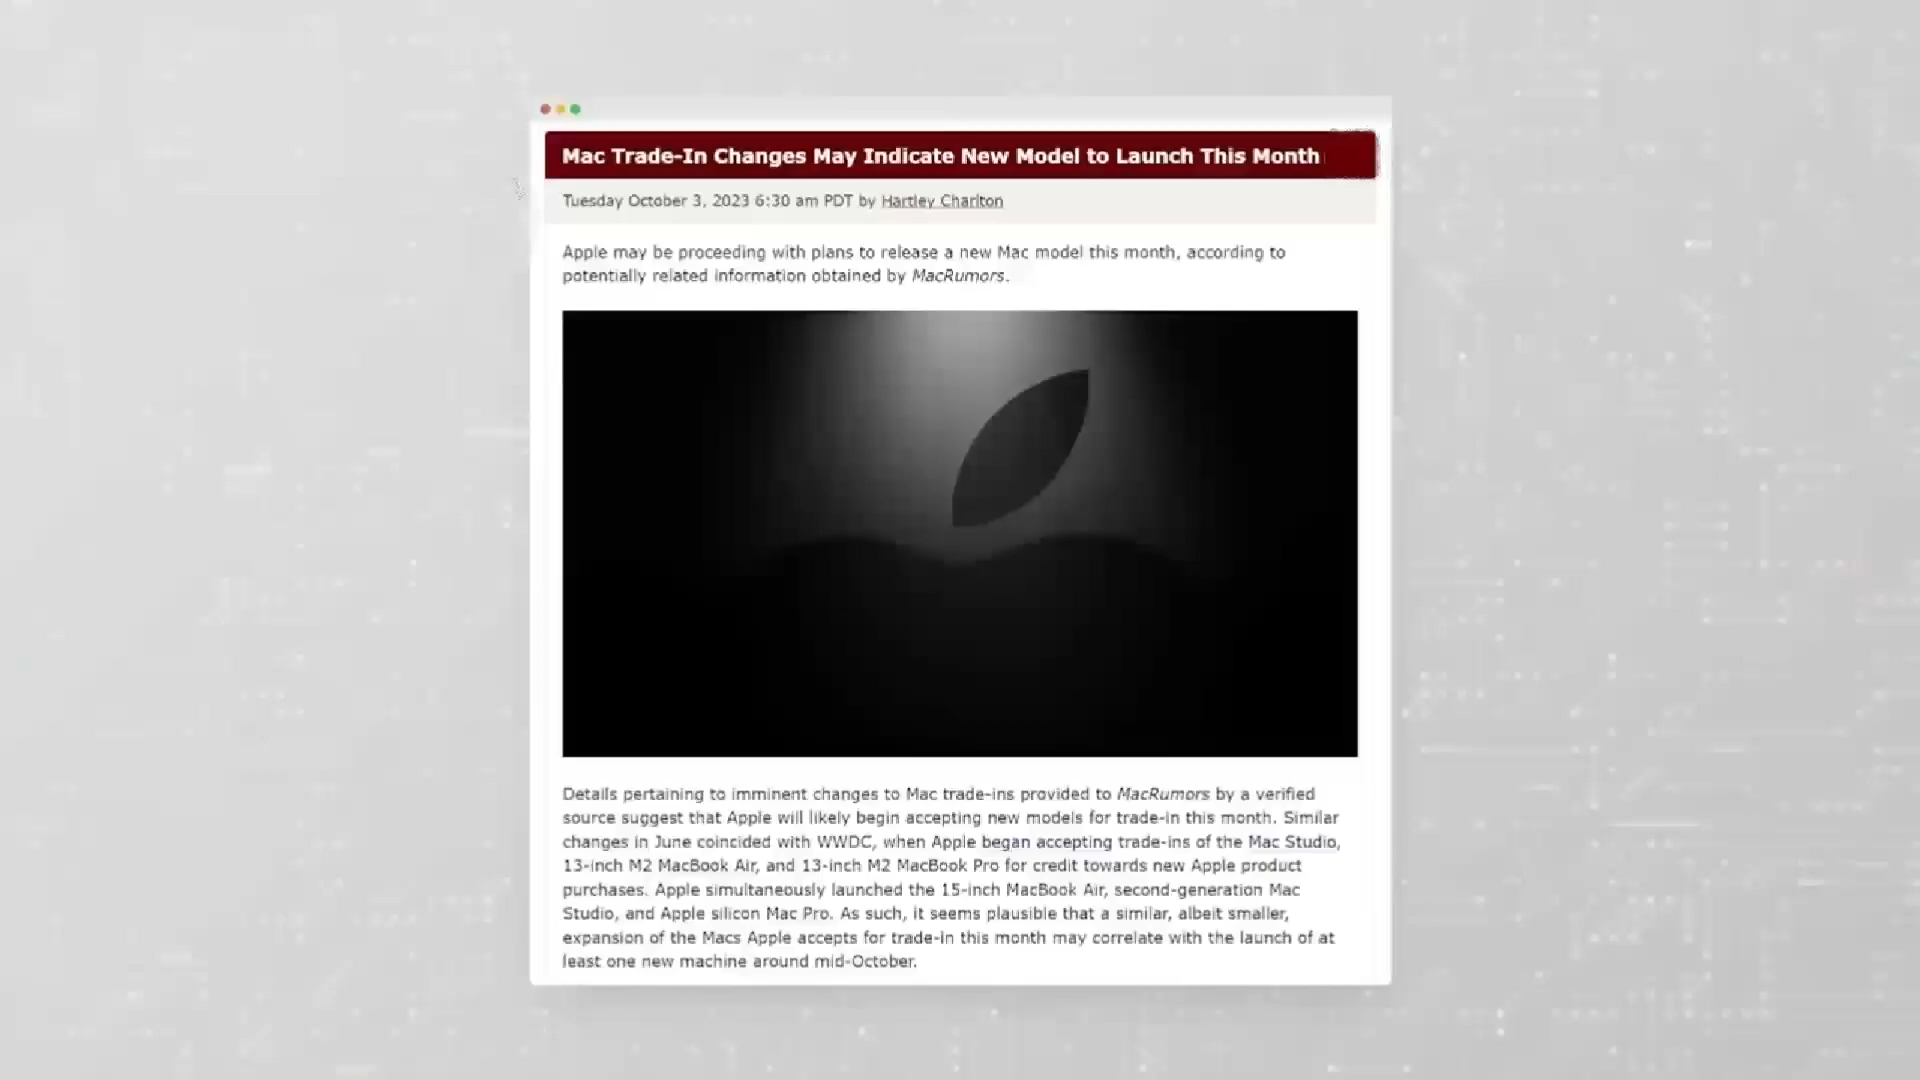 Mac Trade-In Changes May Indicate New Model to Launch This Month
Tuesday October 3, 2023 6:30 am PDT by Hartley Charlton
Apple may be proceeding with plans to release a new Mac model this month, according to
potentially related information obtained by MacRumors.
Details pertaining to imminent changes to Mac trade-ins provided to MacRumors by a verified
source suggest that Apple will likely begin accepting new models for trade-in this month. Similar
changes in June coincided with WWDC, when Apple began accepting trade-ins of the Mac Studio,
13-inch M2 MacBook Air, and 13-inch M2 MacBook Pro for credit towards new Apple product
purchases. Apple simultaneously launched the 15-inch MacBook Air, second-generation Mac
Studio, and Apple silicon Mac Pro. As such, it seems plausible that a similar, albeit smaller,
expansion of the Macs Apple accepts for trade-in this month may correlate with the launch of at
least one new machine around mid-October.